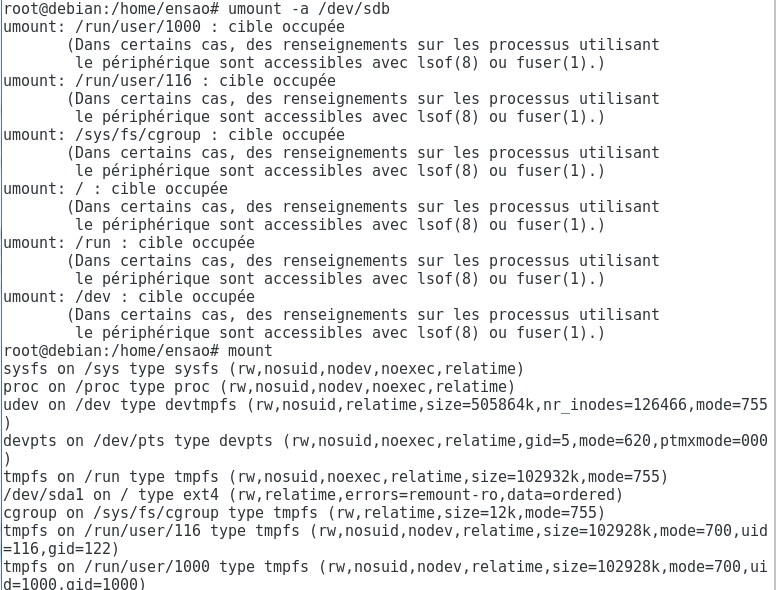 root@debian:/home/ensao# umount -a /dev/sdb
umount: /run/user/1000 : cible occupée
(Dans certains cas, des renseignements sur les processus utilisant
le périphérique sont accessibles avec lsof(8) ou fuser(1).)
umount: /run/user/116 : cible occupée
(Dans certains cas, des renseignements sur les processus utilisant
le périphérique sont accessibles avec lsof(8) ou fuser(1).)
umount: /sys/fs/cgroup : cible occupée
(Dans certains cas, des renseignements sur les processus utilisant
le périphérique sont accessibles avec lsof(8) ou fuser(1).)
umount: / : cible occupée
(Dans certains cas, des renseignements sur les processus utilisant
le périphérique sont accessibles avec lsof(8) ou fuser(1).)
umount: /run : cible occupée
(Dans certains cas, des renseignements sur les processus utilisant
le périphérique sont accessibles avec lsof(8) ou fuser(1).)
umount: /dev : cible occupée
(Dans certains cas, des renseignements sur les processus utilisant
le périphérique sont accessibles avec lsof(8) ou fuser(1).)
root@debian:/home/ensao# mount
sysfs on /sys type sysfs (rw,nosuid,nodev,noexec,relatime)
proc on /proc type proc (rw,nosuid,nodev,noexec,relatime)
udev on /dev type devtmpfs (rw,nosuid,relatime,size=505864k,nr_inodes=126466,mode=755
)
devpts on /dev/pts type devpts (rw,nosuid,noexec,relatime,gid=5,mode=620,ptmxmode=000
)
tmpfs on /run type tmpfs (rw,nosuid,noexec,relatime,size=102932k,mode=755)
/dev/sda1 on / type ext4 (rw,relatime,errors=remount-ro,data=ordered)
cgroup on /sys/fs/cgroup type tmpfs (rw,relatime,size=12k,mode=755)
tmpfs on /run/user/116 type tmpfs (rw,nosuid,nodev,relatime,size=102928k,mode=700,uid
=116,gid=122)
tmpfs on /run/user/1000 type tmpfs (rw,nosuid,nodev,relatime,size=102928k,mode=700,ui
d=1000,gid=1000)